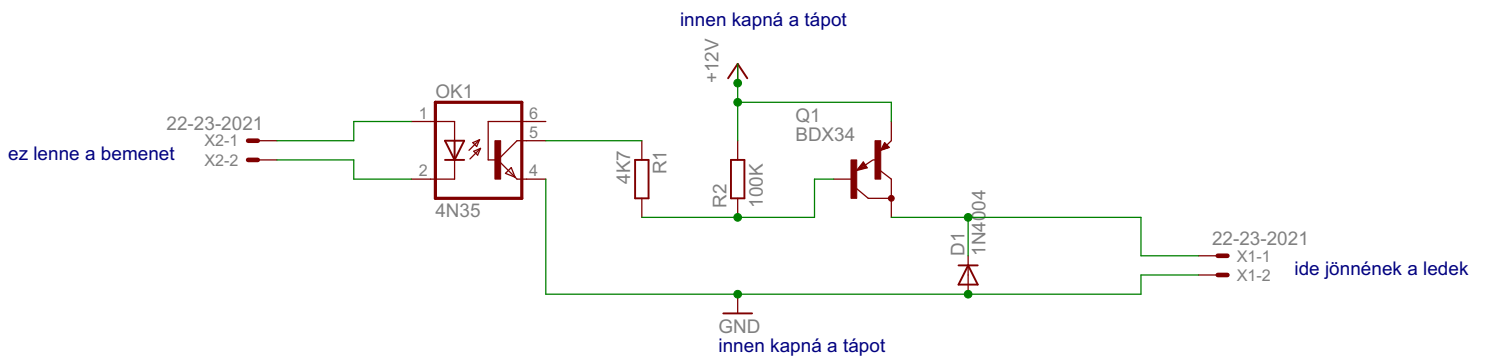 innen kapná a tápot
+12V
OK1
Q1
BDX34
22-23-2021
1
6
X2-1
5
ez lenne a bemenet
X2-2
4K7
R1
R2
100K
2
4
4N35
D1
1N4004
22-23-2021
X1-1
ide jönnének a ledek
X1-2
GND
innen kapná a tápot